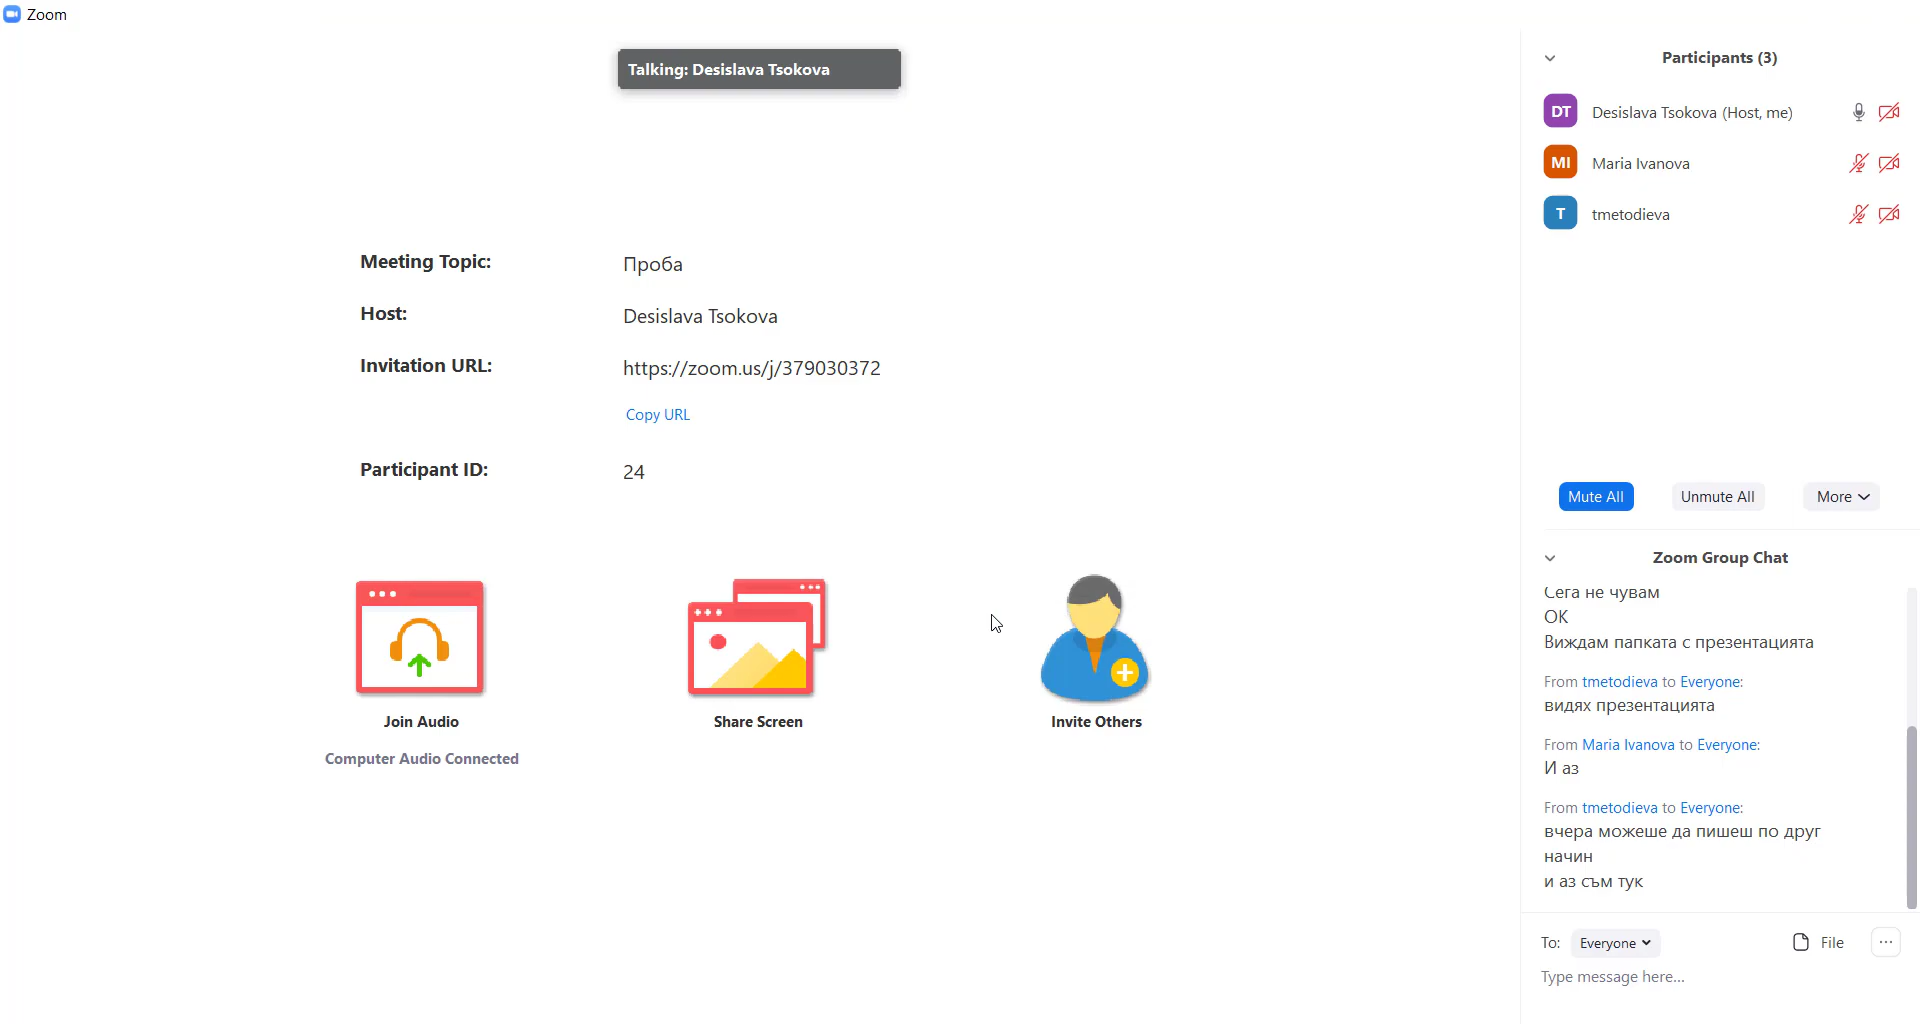 Zoom
Talking: Desislava Tsokova
Meeting Topic:
Проба
Host:
Desislava Tsokova
Invitation URL:
https://zoom.us/j/379030372
Copy URL
Participant ID:
24
Join Audio
Computer Audio Connected
Share Screen
Invite Others
Participants (3)
DT Desislava Tsokova (Host, me)
MI Maria Ivanova
T tmetodieva
Mute All
Unmute All
More
Zoom Group Chat
Сега не чувам
ОК
Виждам папката с презентацията
From tmetodieva to Everyone:
видях презентацията
From Maria Ivanova to Everyone:
И аз
From tmetodieva to Everyone:
вчера можеше да пишеш по друг
начин
и аз съм тук
To: Everyone
File
...
Type message here...